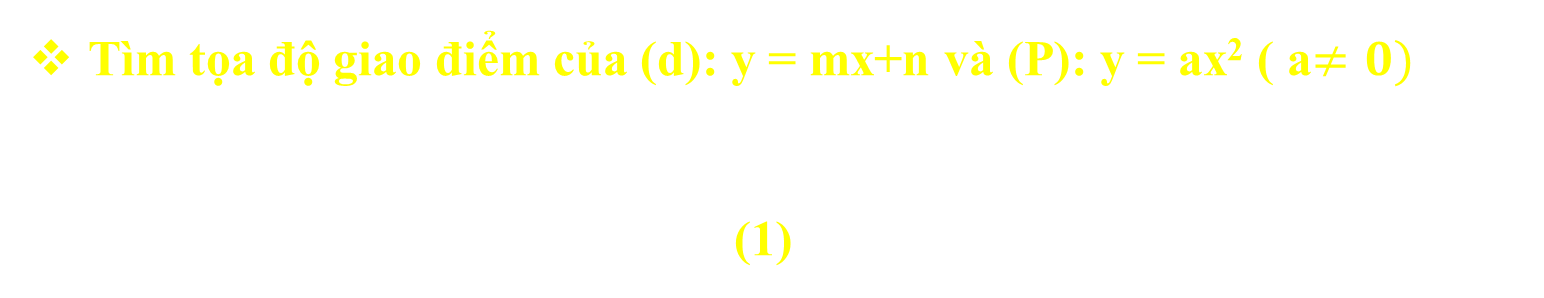 ❖ Tìm tọa độ giao điểm của (d): y = mx+n và (P): y = ax² ( a≠ 0)
(1)